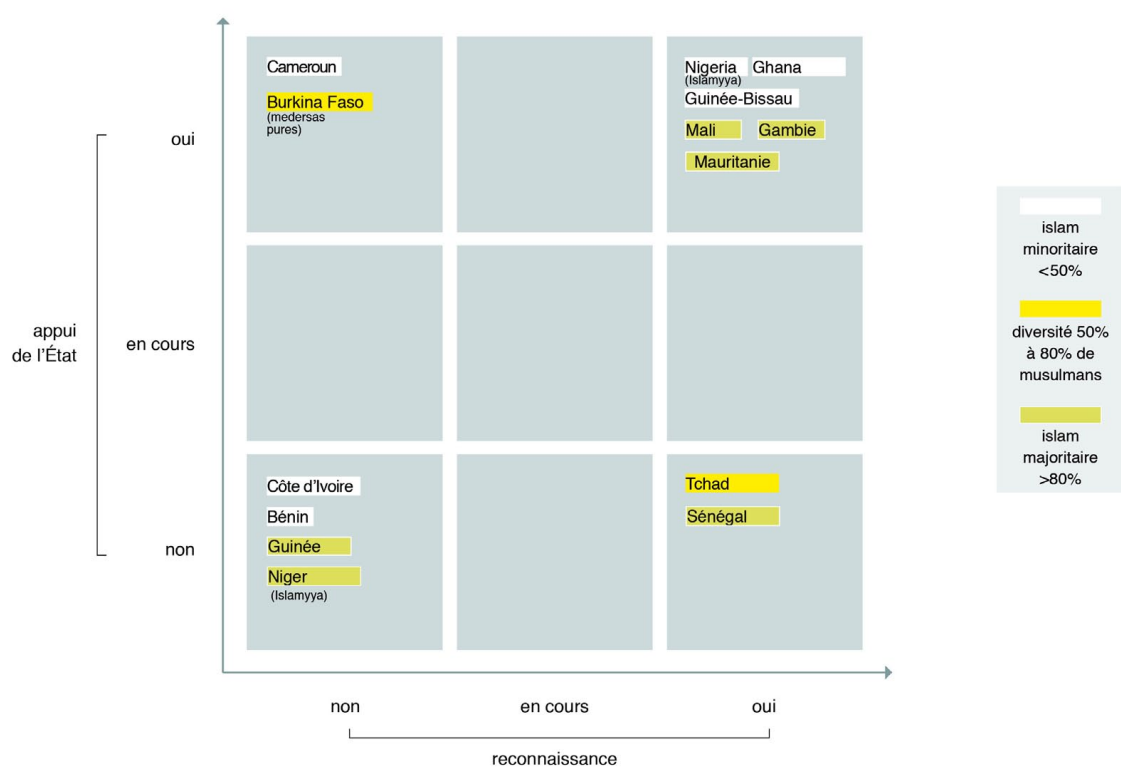 Cameroun
Burkina Faso
(medersas
pures)
Nigeria
(Islamyya)
Ghana
Guinée-Bissau
Mali
Gambie
Mauritanie
oui
appui
de l’État
en cours
non
Côte d’Ivoire
Bénin
Guinée
Niger
(Islamyya)
Tchad
Sénégal
non
en cours
oui
reconnaissance
islam
minoritaire
<50%
diversité 50%
à 80% de
musulmans
islam
majoritaire
>80%